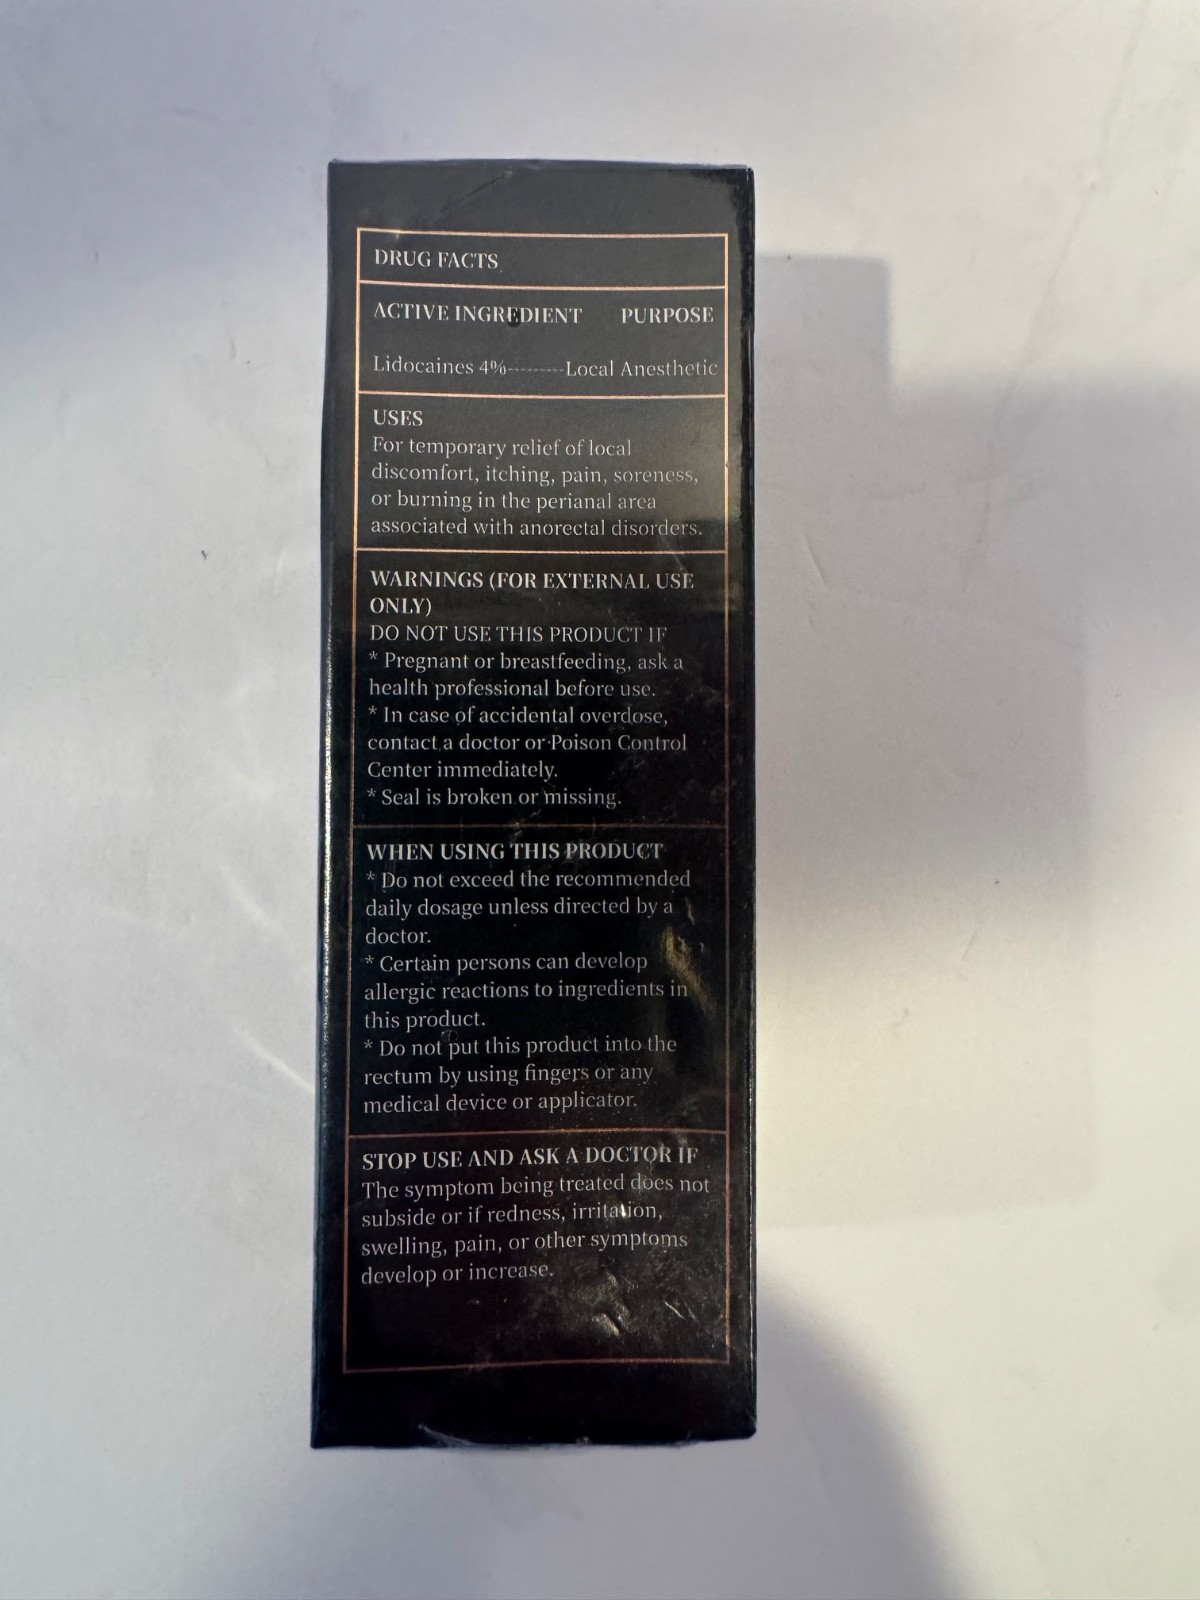 DRUG FACTS
ACTIVE INGREDIENT PURPOSE
Lidocaines 4%---------Local Anesthetic
USES
For temporary relief of local
discomfort, itching, pain, soreness,
or burning in the perianal area
associated with anorectal disorders.
WARNINGS (FOR EXTERNAL USE
ONLY)
DO NOT USE THIS PRODUCT IF
* Pregnant or breastfeeding, ask a
health professional before use.
* In case of accidental overdose,
contact a doctor or Poison Control
Center immediately.
* Seal is broken or missing.
WHEN USING THIS PRODUCT
* Do not exceed the recommended
daily dosage unless directed by a
doctor.
* Certain persons can develop
allergic reactions to ingredients in
this product.
* Do not put this product into the
rectum by using fingers or any
medical device or applicator.
STOP USE AND ASK A DOCTOR IF
The symptom being treated does not
subside or if redness, irritation,
swelling, pain, or other symptoms
develop or increase.